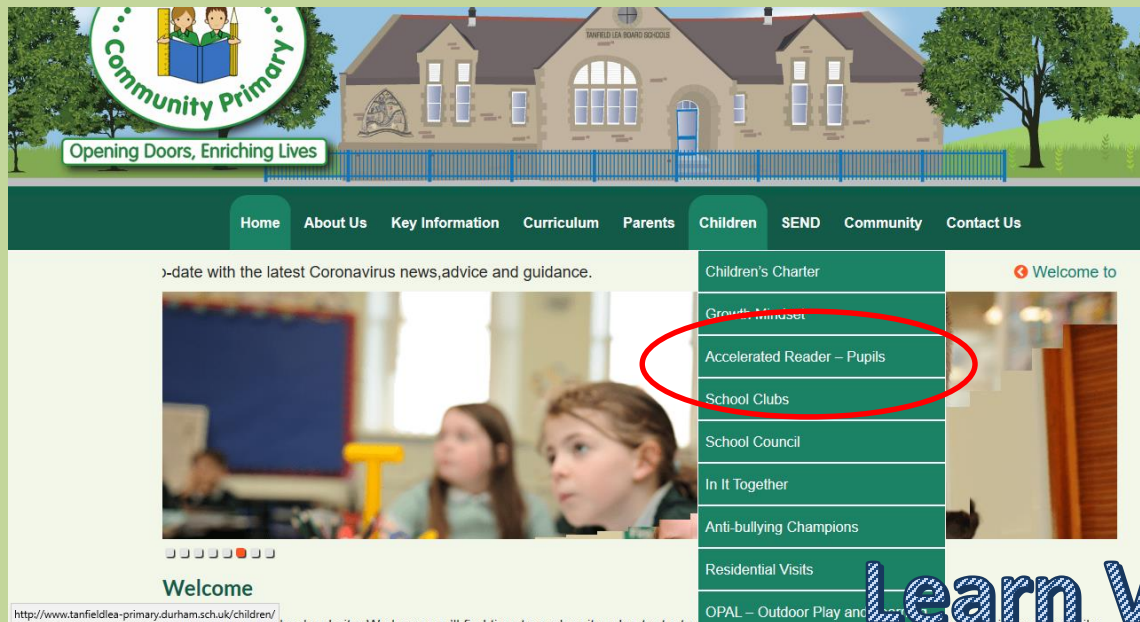 TANFIELD LEA BOARD SCHOOLS
Community Primary
Opening Doors, Enriching Lives
Home About Us Key Information Curriculum Parents Children SEND Community Contact Us
-date with the latest Coronavirus news,advice and guidance.
Welcome to
Children's Charter
Growth Mindset
Accelerated Reader – Pupils
School Clubs
School Council
In It Together
Anti-bullying Champions
Residential Visits
OPAL – Outdoor Play and
Welcome
http://www.tanfieldlea-primary.durham.sch.uk/children/
Learn